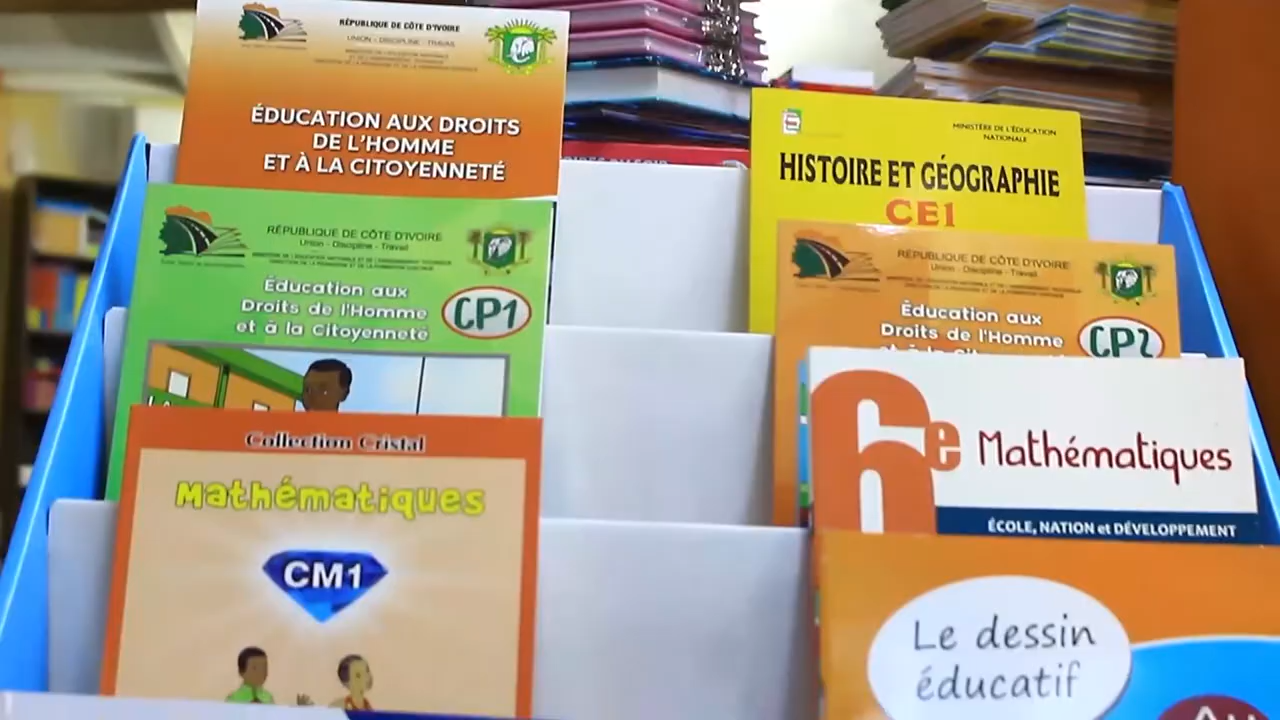 RÉPUBLIQUE DE CÔTE D'IVOIRE
UNION - DISCIPLINE - TRAVAIL
ÉDUCATION AUX DROITS
DE L'HOMME
ET À LA CITOYENNETÉ
RÉPUBLIQUE DE CÔTE D'IVOIRE
Union - Discipline - Travail
Éducation aux
Droits de l'Homme
et à la Citoyenneté
CP1
Collection Cristal
Mathématiques
CM1
MINISTÈRE DE L'ÉDUCATION
NATIONALE
HISTOIRE ET GÉOGRAPHIE
CE1
RÉPUBLIQUE DE CÔTE D'IVOIRE
Union - Discipline - Travail
Éducation aux
Droits de l'Homme
CP2
6e Mathématiques
ÉCOLE, NATION et DÉVELOPPEMENT
Le dessin
éducatif